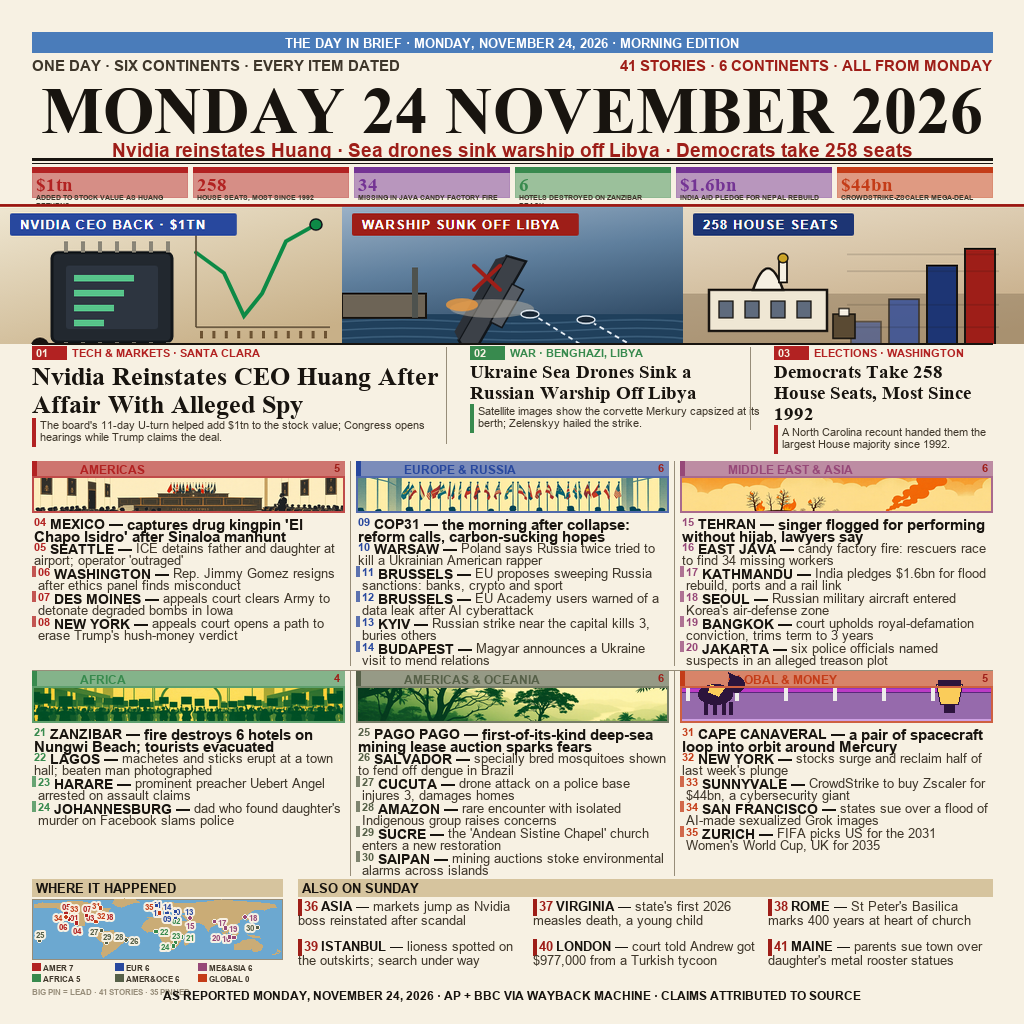 THE DAY IN BRIEF · MONDAY, NOVEMBER 24, 2026 · MORNING EDITION
ONE DAY · SIX CONTINENTS · EVERY ITEM DATED
41 STORIES · 6 CONTINENTS · ALL FROM MONDAY
MONDAY 24 NOVEMBER 2026
Nvidia reinstates Huang · Sea drones sink warship off Libya · Democrats take 258 seats
$1tn
ADDED TO STOCK VALUE AS HUANG
258
HOUSE SEATS, MOST SINCE 1992
34
MISSING IN JAVA CANDY FACTORY FIRE
6
HOTELS DESTROYED ON ZANZIBAR
$1.6bn
INDIA AID PLEDGE FOR NEPAL REBUILD
$44bn
CROWDSTRIKE-ZSCALER MEGA-DEAL
NVIDIA CEO BACK · $1TN
WARSHIP SUNK OFF LIBYA
258 HOUSE SEATS
01 TECH & MARKETS · SANTA CLARA
Nvidia Reinstates CEO Huang After
Affair With Alleged Spy
The board's 11-day U-turn helped add $1tn to the stock value; Congress opens
hearings while Trump claims the deal.
02 WAR · BENGHAZI, LIBYA
Ukraine Sea Drones Sink a
Russian Warship Off Libya
Satellite images show the corvette Merkury capsized at its
berth; Zelenskyy hailed the strike.
03 ELECTIONS · WASHINGTON
Democrats Take 258
House Seats, Most Since
1992
A North Carolina recount handed them the
largest House majority since 1992.
AMERICAS 5
04 MEXICO — captures drug kingpin 'El
Chapo Isidro' after Sinaloa manhunt
05 SEATTLE — ICE detains father and daughter at
airport; operator 'outraged'
06 WASHINGTON — Rep. Jimmy Gomez resigns
after ethics panel finds misconduct
07 DES MOINES — appeals court clears Army to
detonate degraded bombs in Iowa
08 NEW YORK — appeals court opens a path to
erase Trump's hush-money verdict
EUROPE & RUSSIA 6
09 COP31 — the morning after collapse:
reform calls, carbon-sucking hopes
10 WARSAW — Poland says Russia twice tried to
kill a Ukrainian American rapper
11 BRUSSELS — EU proposes sweeping Russia
sanctions: banks, crypto and sport
12 BRUSSELS — EU Academy users warned of a
data leak after AI cyberattack
13 KYIV — Russian strike near the capital kills 3,
buries others
14 BUDAPEST — Magyar announces a Ukraine
visit to mend relations
MIDDLE EAST & ASIA 6
15 TEHRAN — singer flogged for performing
without hijab, lawyers say
16 EAST JAVA — candy factory fire: rescuers race
to find 34 missing workers
17 KATHMANDU — India pledges $1.6bn for flood
rebuild, ports and a rail link
18 SEOUL — Russian military aircraft entered
Korea's air-defense zone
19 BANGKOK — court upholds royal-defamation
conviction, trims term to 3 years
20 JAKARTA — six police officials named
suspects in an alleged treason plot
AFRICA 4
21 ZANZIBAR — fire destroys 6 hotels on
Nungwi Beach; tourists evacuated
22 LAGOS — machetes and sticks erupt at a town
hall; beaten man photographed
23 HARARE — prominent preacher Uebert Angel
arrested on assault claims
24 JOHANNESBURG — dad who found daughter's
murder on Facebook slams police
AMERICAS & OCEANIA 6
25 PAGO PAGO — first-of-its-kind deep-sea
mining lease auction sparks fears
26 SALVADOR — specially bred mosquitoes shown
to fend off dengue in Brazil
27 CUCUTA — drone attack on a police base
injures 3, damages homes
28 AMAZON — rare encounter with isolated
Indigenous group raises concerns
29 SUCRE — the 'Andean Sistine Chapel' church
enters a new restoration
30 SAIPAN — mining auctions stoke environmental
alarms across islands
OBAL & MONEY 5
31 CAPE CANAVERAL — a pair of spacecraft
loop into orbit around Mercury
32 NEW YORK — stocks surge and reclaim half of
last week's plunge
33 SUNNYVALE — CrowdStrike to buy Zscaler for
$44bn, a cybersecurity giant
34 SAN FRANCISCO — states sue over a flood of
AI-made sexualized Grok images
35 ZURICH — FIFA picks US for the 2031
Women's World Cup, UK for 2035
WHERE IT HAPPENED
AMER 7
EUR 6
ME&ASIA 6
AFRICA 5
AMER&OCE 6
GLOBAL 0
BIG PIN = LEAD · 41 STORIES · 35
ALSO ON SUNDAY
36 ASIA — markets jump as Nvidia
boss reinstated after scandal
37 VIRGINIA — state's first 2026
measles death, a young child
38 ROME — St Peter's Basilica
marks 400 years at heart of church
39 ISTANBUL — lioness spotted on
the outskirts; search under way
40 LONDON — court told Andrew got
$977,000 from a Turkish tycoon
41 MAINE — parents sue town over
daughter's metal rooster statues
AS REPORTED MONDAY, NOVEMBER 24, 2026 · AP + BBC VIA WAYBACK MACHINE · CLAIMS ATTRIBUTED TO SOURCE